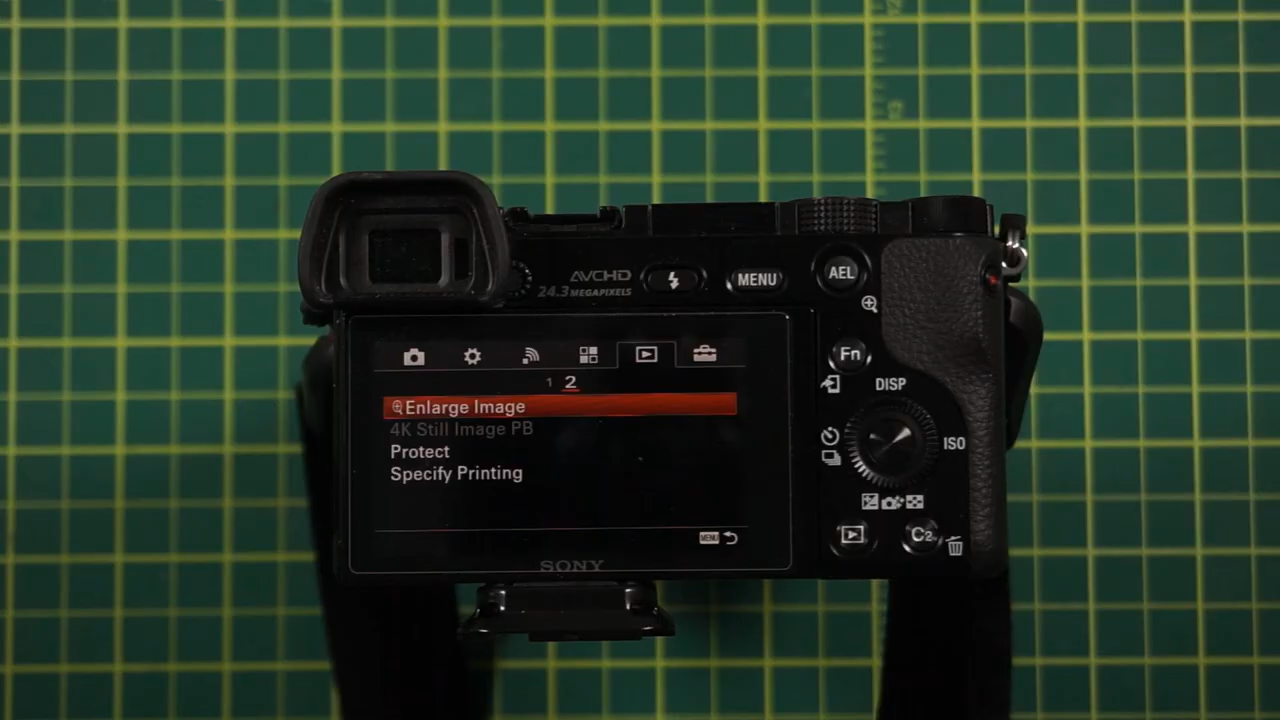 AVCHD
24.3 MEGAPIXELS
MENU
AEL
Fn
DISP
ISO
C2
1 2
Enlarge Image
4K Still Image PB
Protect
Specify Printing
MENU
SONY